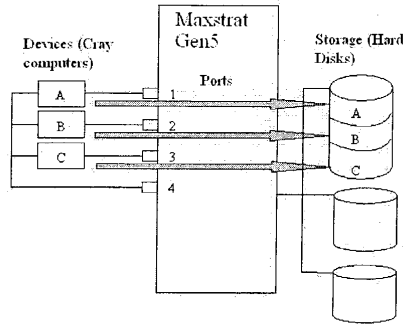 Maxstrat
Gen5
Devices (Cray
computers)
Storage (Hard
Disks)
Ports
A
1
A
B
2
B
C
3
C
4